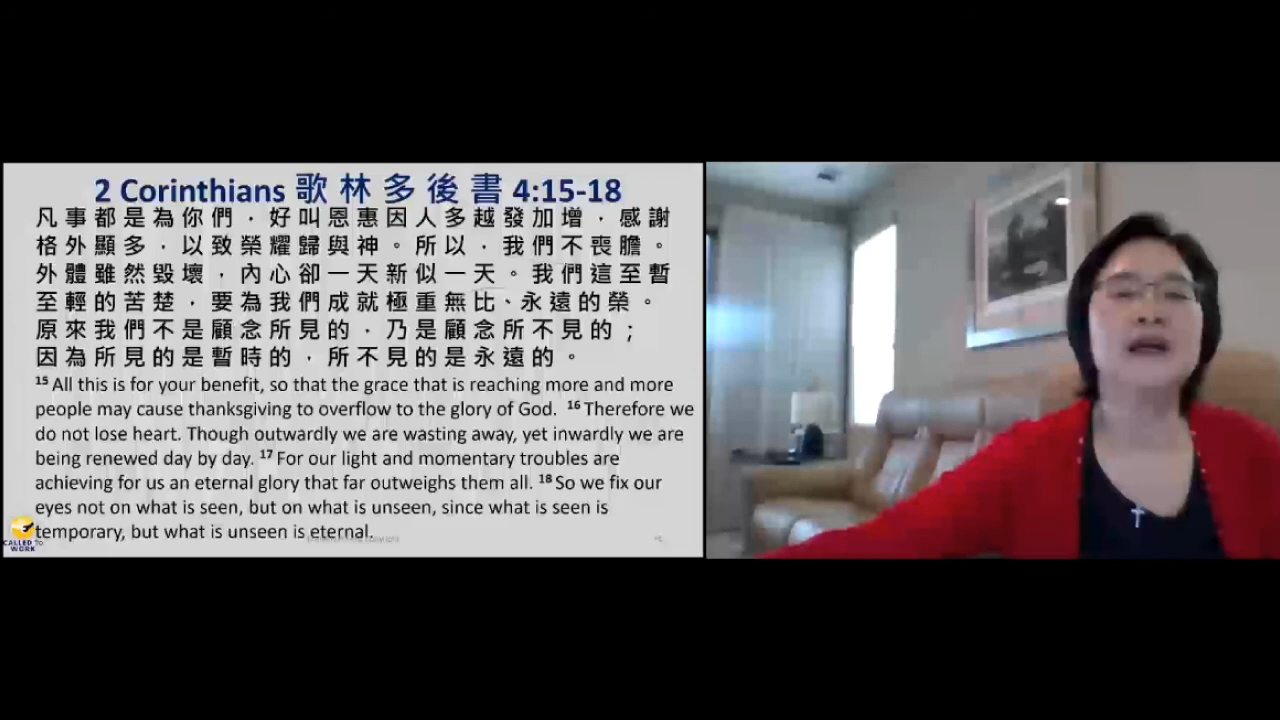 2 Corinthians 歌林多後書 4:15-18
凡事都是為你們，好叫恩惠因人多越發加增，感謝
格外顯多，以致榮耀歸與神。所以，我們不喪膽。
外體雖然毀壞，內心卻一天新似一天。我們這至暫
至輕的苦楚，要為我們成就極重無比、永遠的榮。
原來我們不是顧念所見的，乃是顧念所不見的；
因為所見的是暫時的，所不見的是永遠的。
15 All this is for your benefit, so that the grace that is reaching more and more
people may cause thanksgiving to overflow to the glory of God. 16 Therefore we
do not lose heart. Though outwardly we are wasting away, yet inwardly we are
being renewed day by day. 17 For our light and momentary troubles are
achieving for us an eternal glory that far outweighs them all. 18 So we fix our
eyes not on what is seen, but on what is unseen, since what is seen is
temporary, but what is unseen is eternal.
CALLED TO
WORK